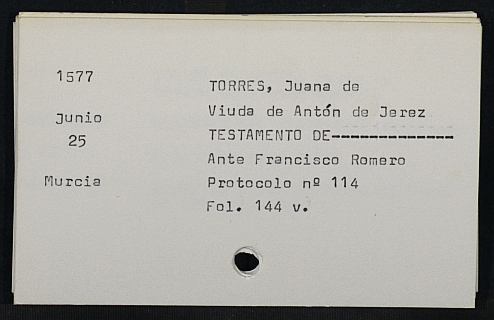 1577
Junio
25
Murcia
TORRES, Juana de
Viuda de Antón de Jerez
TESTAMENTO DE--------------
Ante Francisco Romero
Protocolo nº 114
Fol. 144 v.